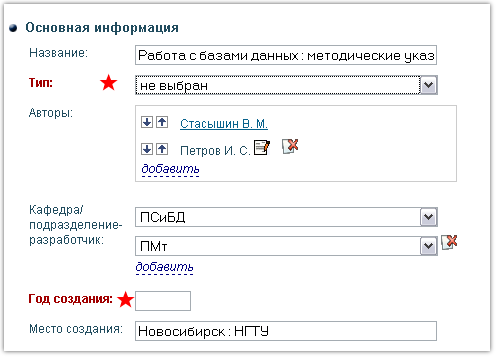 Основная информация
Название: Работа с базами данных : методические указ
Тип: не выбран
Авторы:
Стасышин В. М.
Петров И. С.
добавить
Кафедра/
подразделение-
разработчик:
ПСиБД
ПМт
добавить
Год создания:
Место создания: Новосибирск : НГТУ